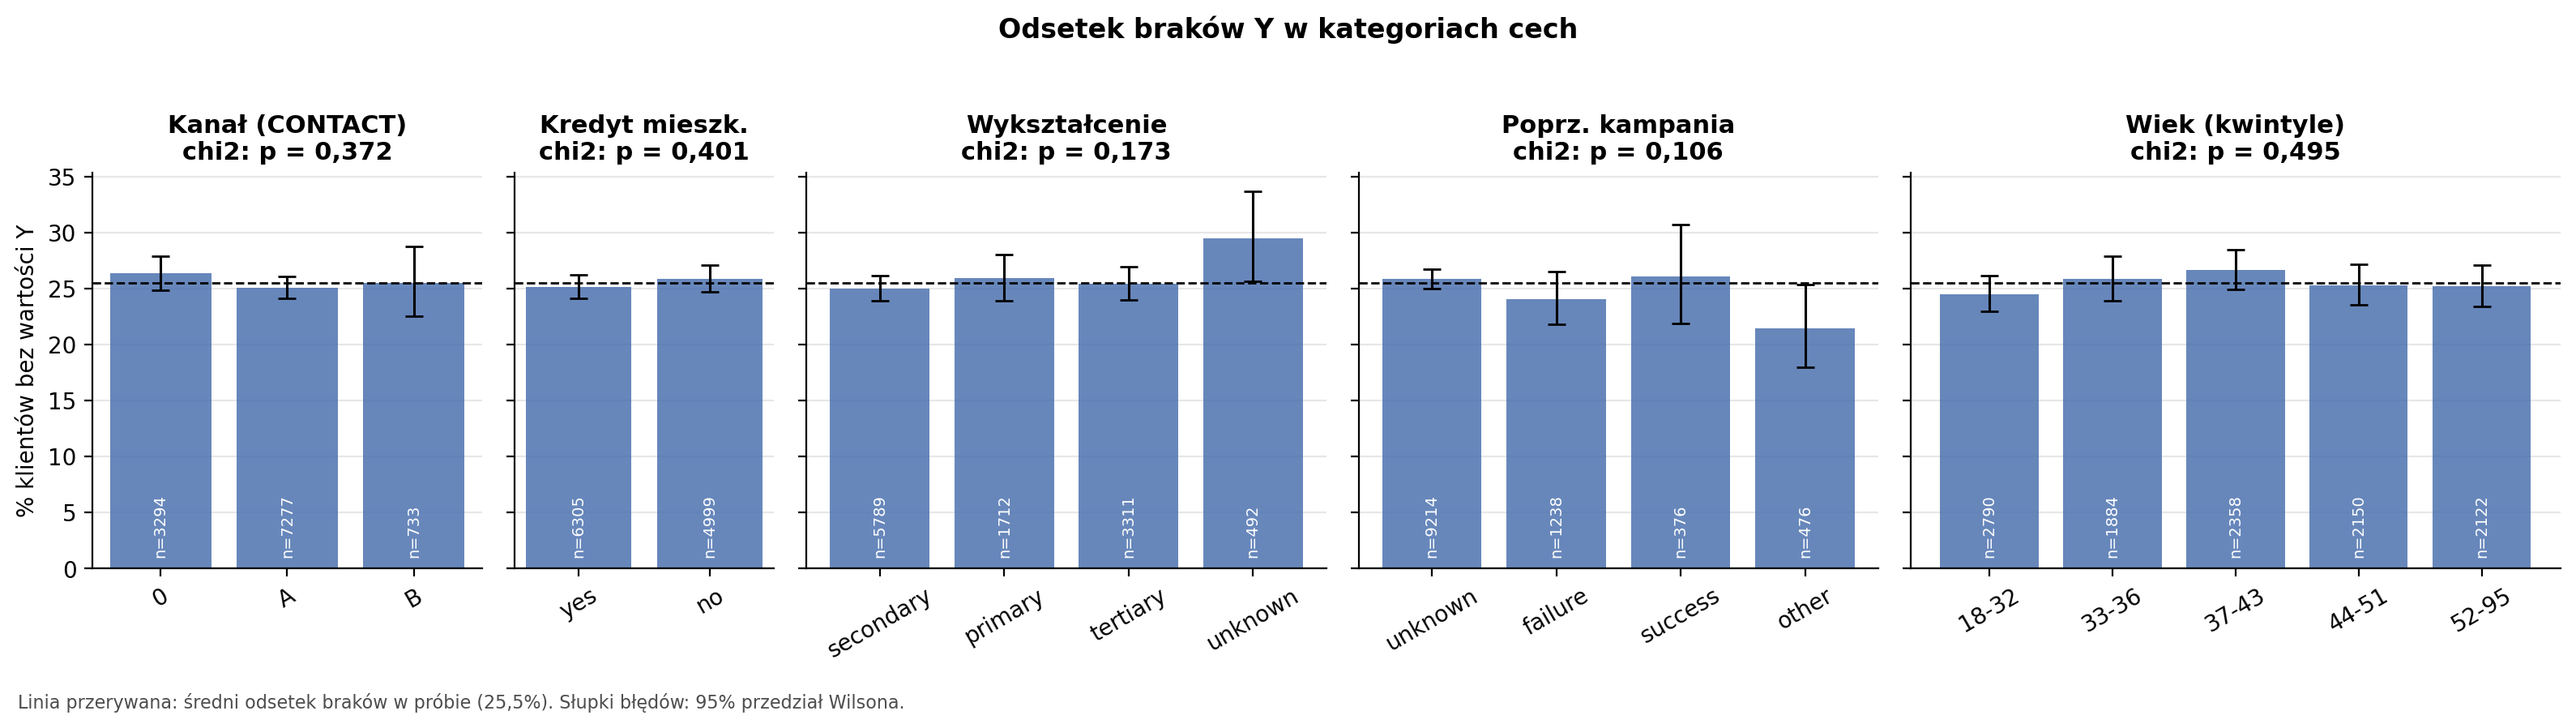 Odsetek braków Y w kategoriach cech
Kanał (CONTACT)
chi2: p = 0,372
Kredyt mieszk.
chi2: p = 0,401
Wykształcenie
chi2: p = 0,173
Poprz. kampania
chi2: p = 0,106
Wiek (kwintyle)
chi2: p = 0,495
% klientów bez wartości Y
35
30
25
20
15
10
5
0
n=3294
n=7277
n=733
n=6305
n=4999
n=5789
n=1712
n=3311
n=492
n=9214
n=1238
n=376
n=476
n=2790
n=1884
n=2358
n=2150
n=2122
0
A
B
yes
no
secondary
primary
tertiary
unknown
unknown
failure
success
other
18-32
33-36
37-43
44-51
52-95
Linia przerywana: średni odsetek braków w próbie (25,5%). Słupki błędów: 95% przedział Wilsona.